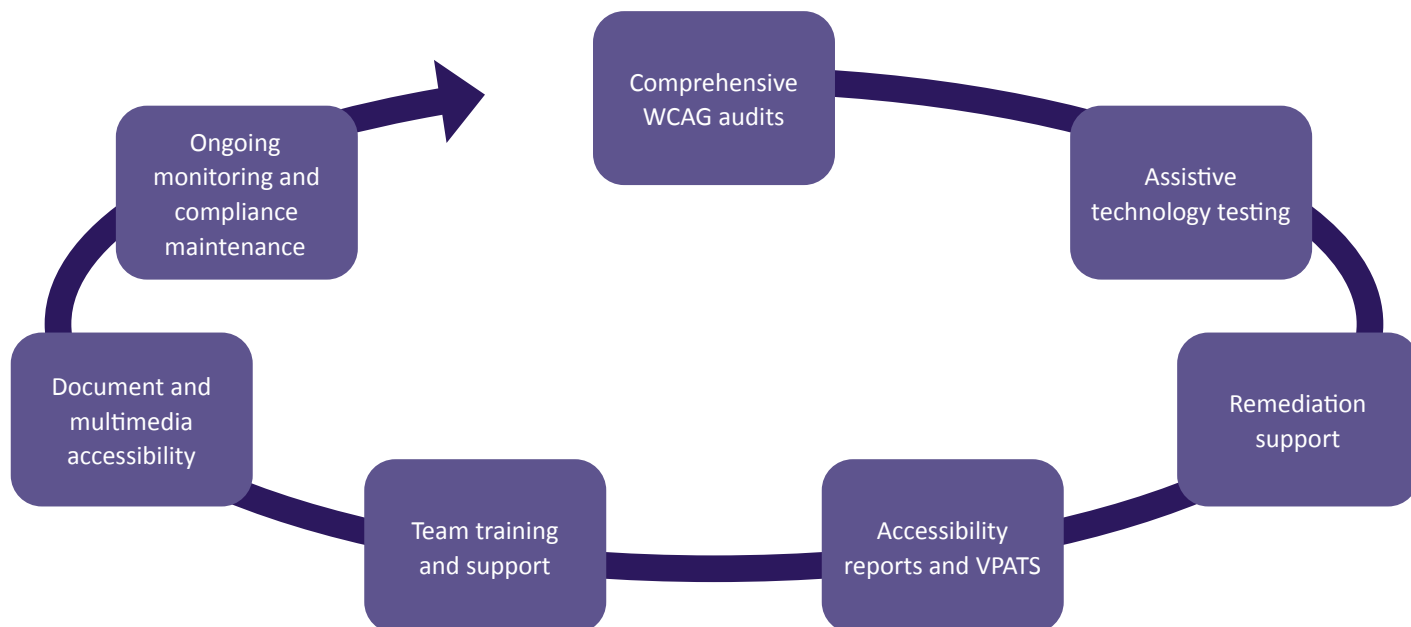 Comprehensive
WCAG audits
Assistive
technology testing
Remediation
support
Accessibility
reports and VPATS
Team training
and support
Document and
multimedia
accessibility
Ongoing
monitoring and
compliance
maintenance